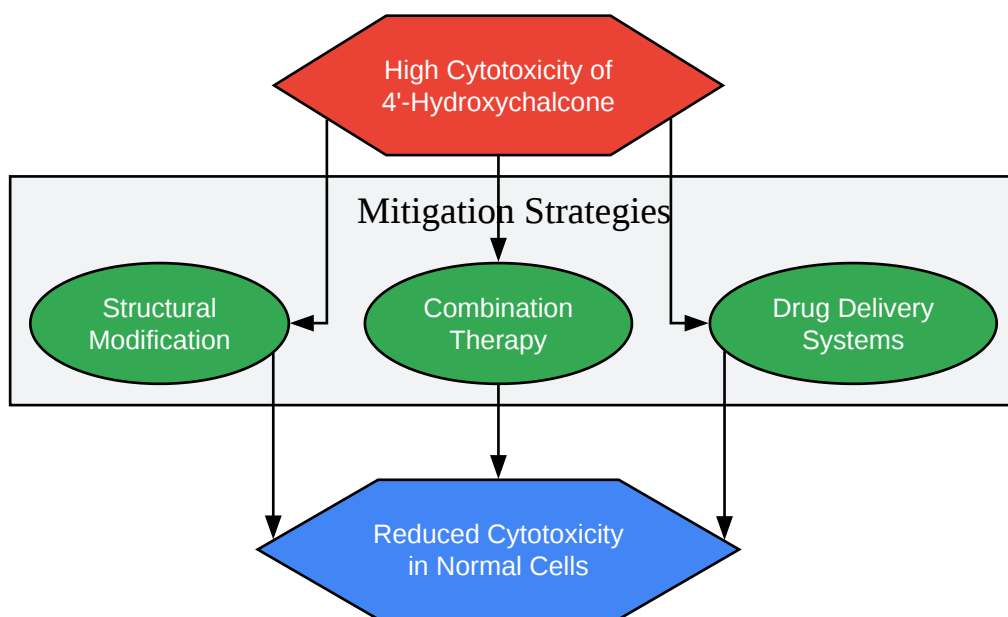 High Cytotoxicity of
4'-Hydroxychalcone
Mitigation Strategies
Structural
Modification
Combination
Therapy
Drug Delivery
Systems
Reduced Cytotoxicity
in Normal Cells